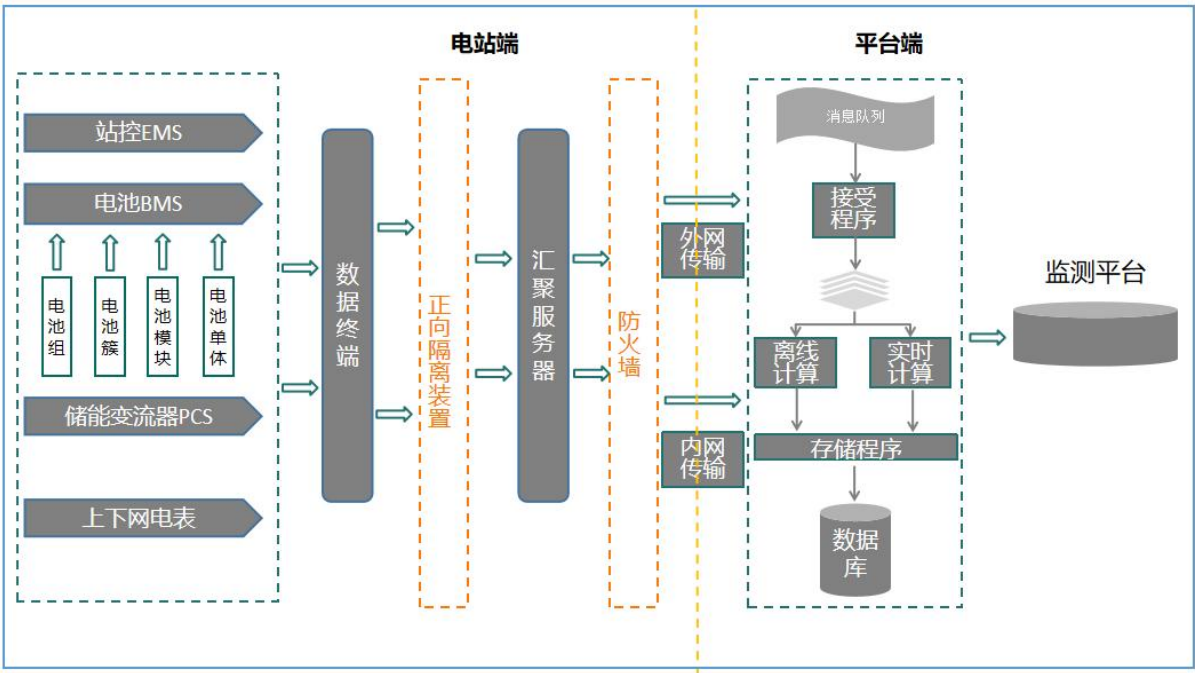 电站端
平台端
站控EMS
电池BMS
电池组
电池簇
电池模块
电池单体
储能变流器PCS
上下网电表
数据终端
正向隔离装置
汇聚服务器
防火墙
外网
传输
内网
传输
消息队列
接受
程序
离线
计算
实时
计算
存储程序
数据
库
监测平台